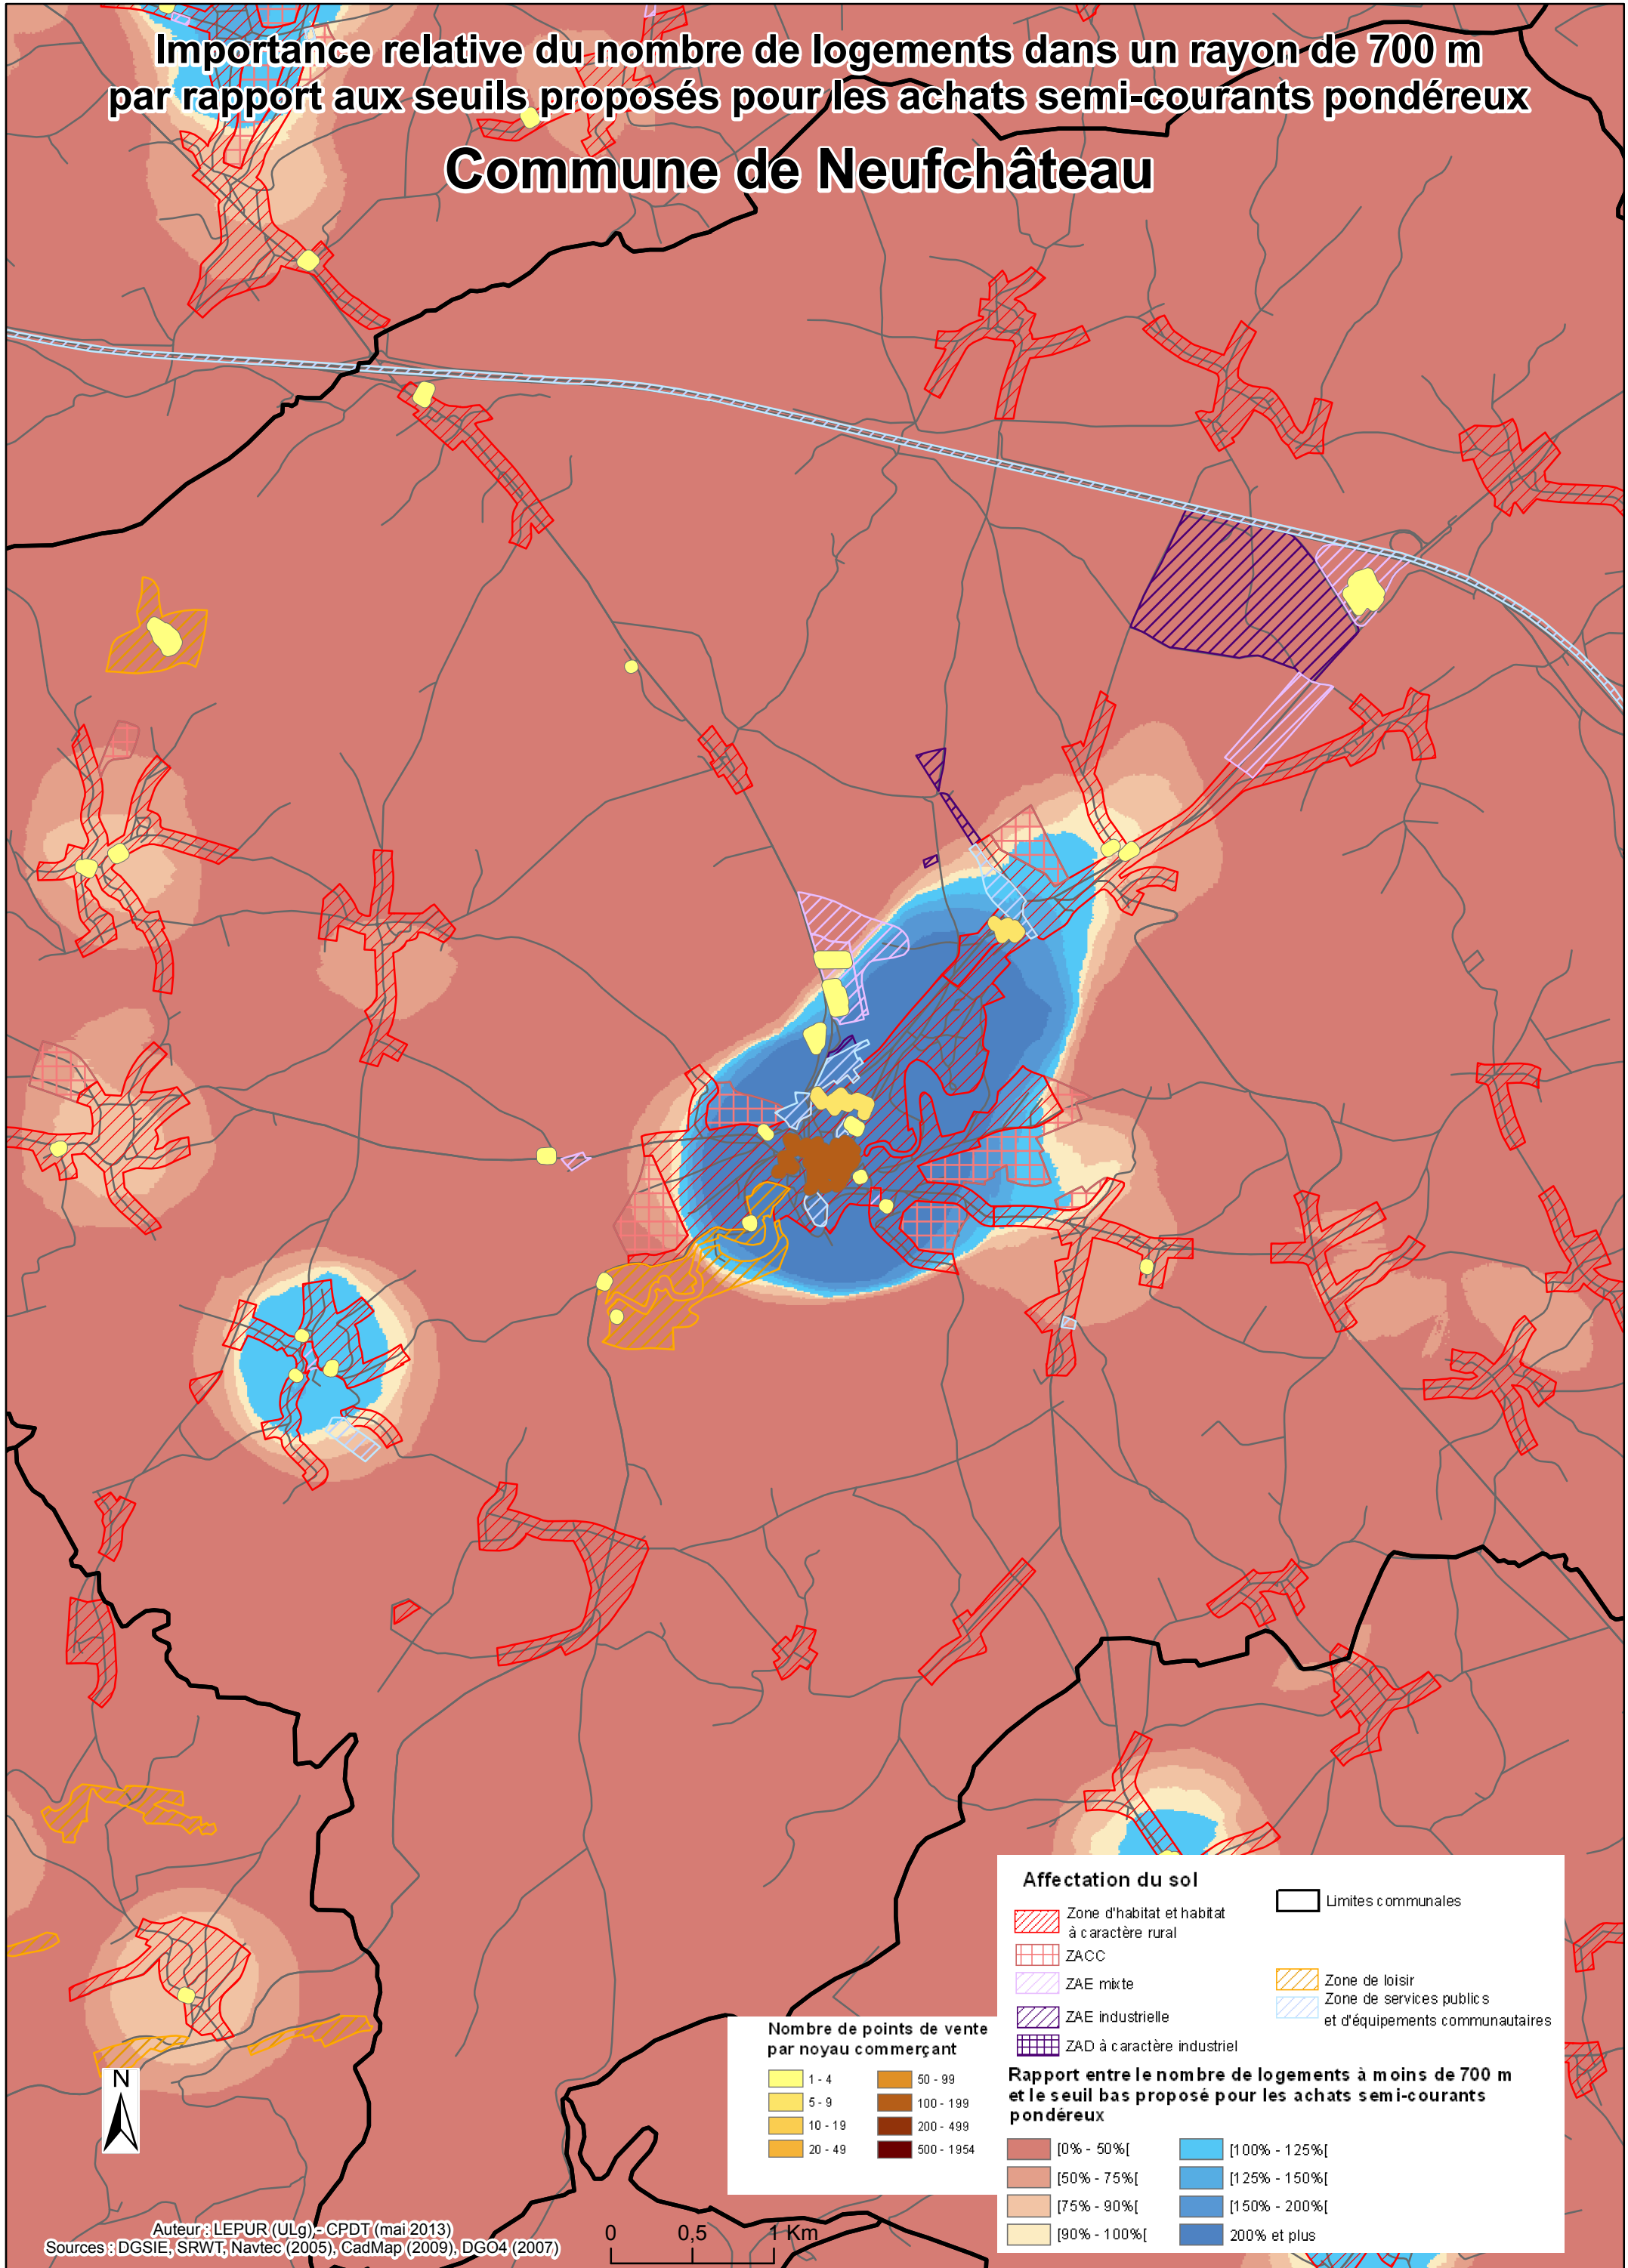 Importance relative du nombre de logements dans un rayon de 700 m
par rapport aux seuils proposés pour les achats semi-courants pondéreux
Commune de Neufchâteau
Affectation du sol
Zone d'habitat et habitat
à caractère rural
ZACC
ZAE mixte
ZAE industrielle
ZAD à caractère industriel
Limites communales
Zone de loisir
Zone de services publics
et d'équipements communautaires
Nombre de points de vente
par noyau commerçant
1 - 4
5 - 9
10 - 19
20 - 49
50 - 99
100 - 199
200 - 499
500 - 1954
Rapport entre le nombre de logements à moins de 700 m
et le seuil bas proposé pour les achats semi-courants
pondéreux
[0% - 50%[
[50% - 75%[
[75% - 90%[
[90% - 100%[
[100% - 125%[
[125% - 150%[
[150% - 200%[
200% et plus
N
Auteur : LEPUR (ULg) - CPDT (mai 2013)
Sources : DGSIE, SRWT, Navtec (2005), CadMap (2009), DGO4 (2007)
0 0,5 1 Km